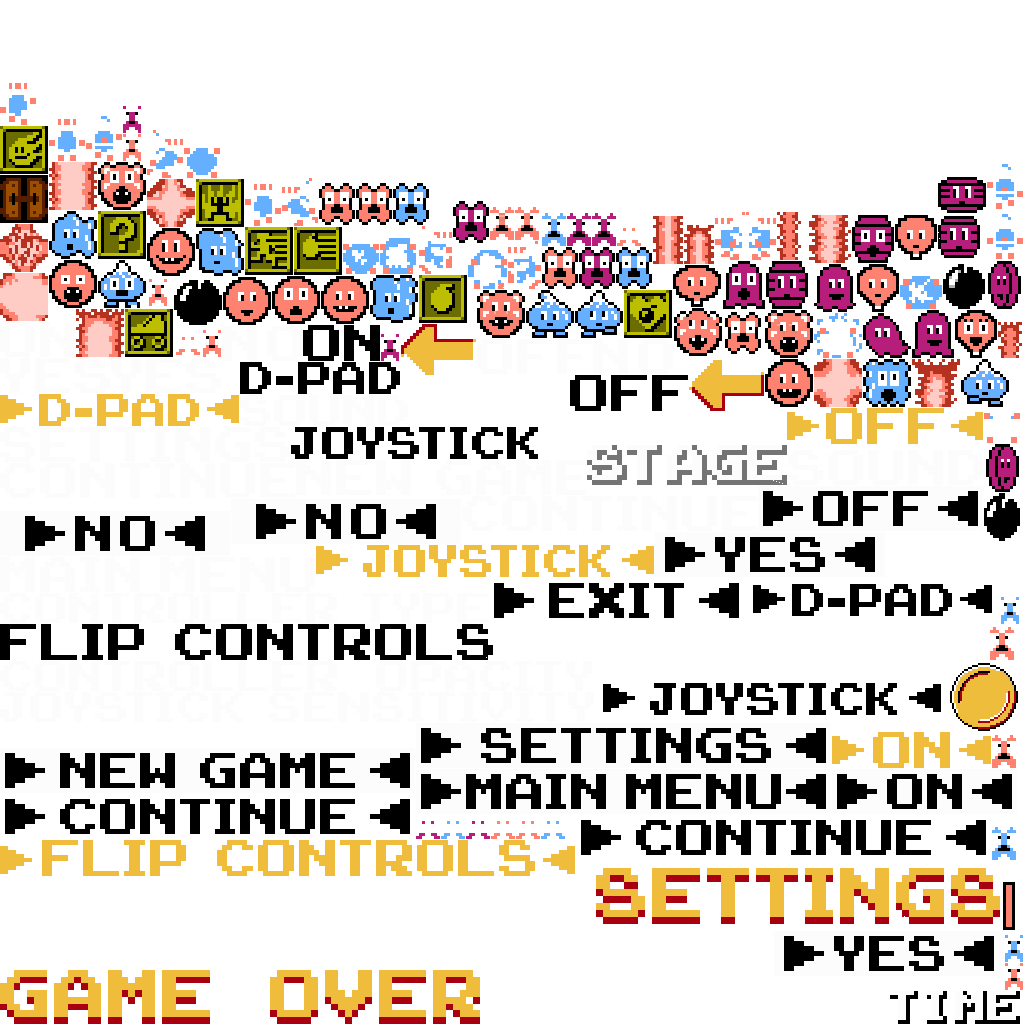 ?
ON
D-PAD
OFF
D-PAD
OFF
JOYSTICK
STAGE
NO
NO
OFF
JOYSTICK
YES
EXIT
D-PAD
FLIP CONTROLS
JOYSTICK
SETTINGS
ON
NEW GAME
MAIN MENU
ON
CONTINUE
CONTINUE
FLIP CONTROLS
SETTINGS
YES
GAME OVER
TIME